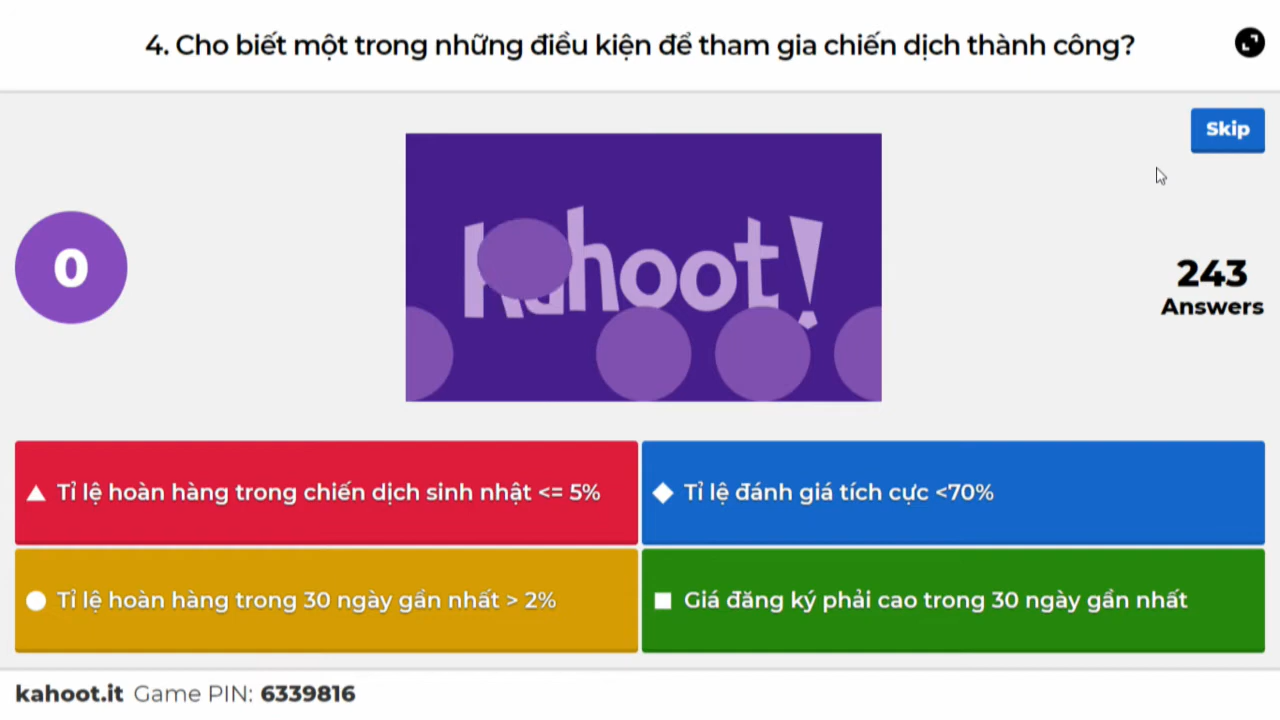 4. Cho biết một trong những điều kiện để tham gia chiến dịch thành công?
Skip
Kahoot!
0
243
Answers
Tỉ lệ hoàn hàng trong chiến dịch sinh nhật <= 5%
Tỉ lệ đánh giá tích cực <70%
Tỉ lệ hoàn hàng trong 30 ngày gần nhất > 2%
Giá đăng ký phải cao trong 30 ngày gần nhất
kahoot.it Game PIN: 6339816